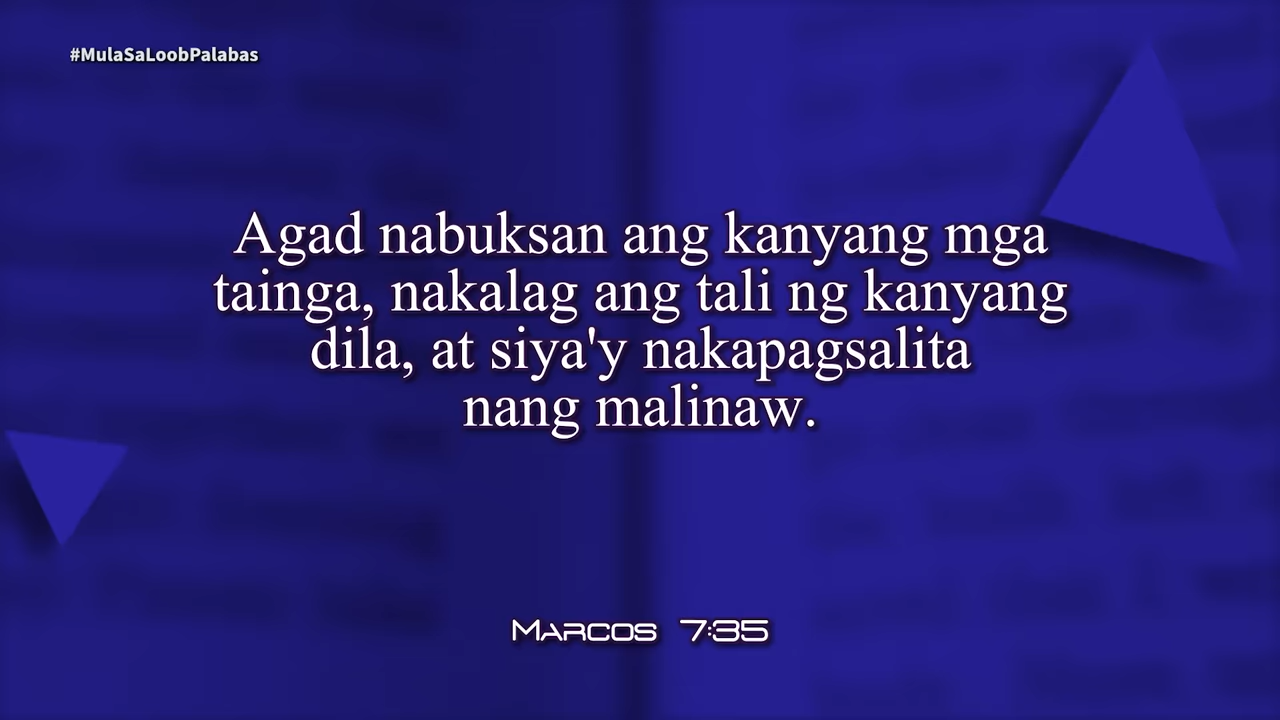 #MulaSaLoobPalabas
Agad nabuksan ang kanyang mga
tainga, nakalag ang tali ng kanyang
dila, at siya'y nakapagsalita
nang malinaw.
Marcos 7:35